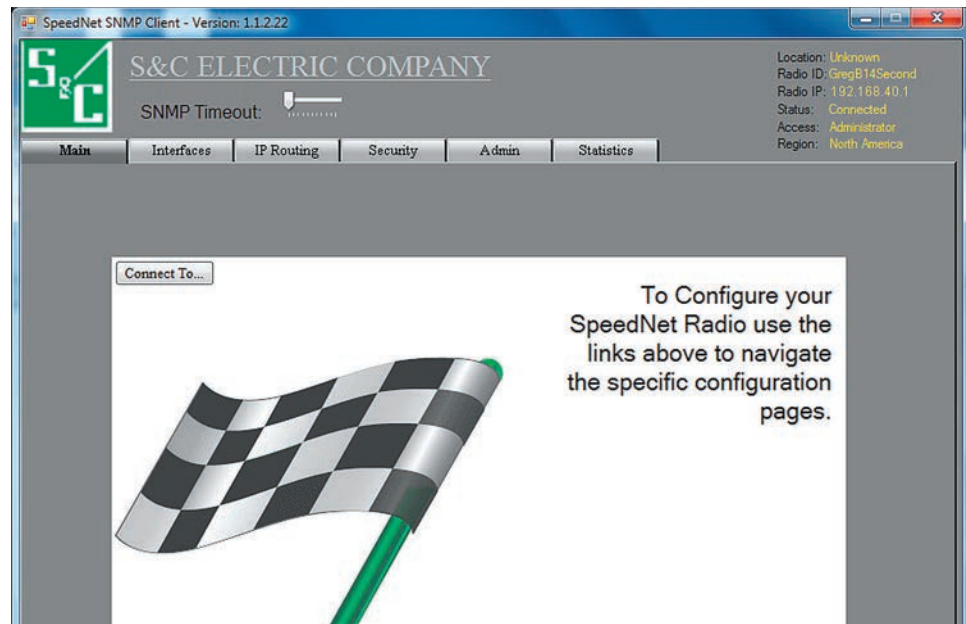 SpeedNet SNMP Client - Version: 1.1.2.22
S&C
S&C ELECTRIC COMPANY
SNMP Timeout:
Location: Unknown
Radio ID: GregB14Second
Radio IP: 192.168.40.1
Status: Connected
Access: Administrator
Region: North America
Main
Interfaces
IP Routing
Security
Admin
Statistics
Connect To...
To Configure your
SpeedNet Radio use the
links above to navigate
the specific configuration
pages.